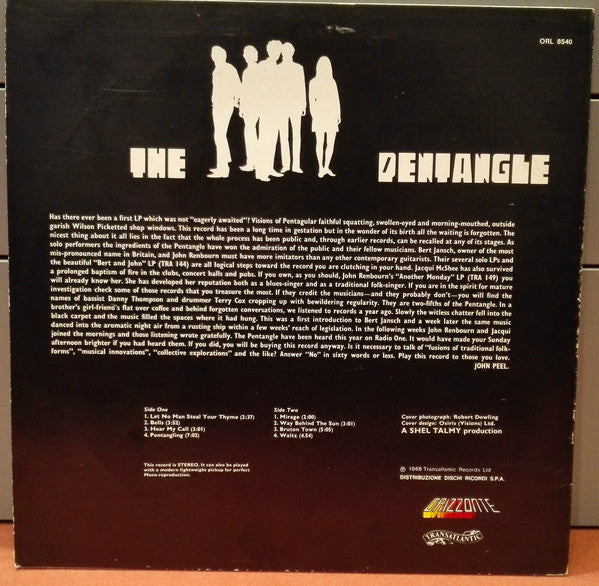 ORL 8540
THE PENTANGLE
Has there ever been a first LP which was not "eagerly awaited"? Visions of Pentagular faithful squatting, swollen-eyed and morning-mouthed, outside
garish Wilson Picketted shop windows. This record has been a long time in gestation but in the wonder of its birth all the waiting is forgotten. The
nicest thing about it all lies in the fact that the whole process has been public and, through earlier records, can be recalled at any of its stages. As
solo performers the ingredients of the Pentangle have won the admiration of the public and their fellow musicians. Bert Jansch, owner of the most
mis-pronounced name in Britain, and John Renbourn must have more imitators than any other contemporary guitarists. Their several solo LPs and
the beautiful "Bert and John" LP (TRA 144) are all logical steps toward the record you are clutching in your hand. Jacqui McShee has also survived
a prolonged baptism of fire in the clubs, concert halls and pubs. If you own, as you should, John Renbourn's "Another Monday" LP (TRA 149) you
will already know her. She has developed her reputation both as a blues-singer and as a traditional folk-singer. If you are in the spirit for mature
investigation check some of those records that you treasure the most. If they credit the musicians—and they probably don't—you will find the
names of bassist Danny Thompson and drummer Terry Cox cropping up with bewildering regularity. They are two-fifths of the Pentangle. In a
brother's girl-friend's flat over coffee and behind forgotten conversations, we listened to records a year ago. Slowly the witless chatter fell into the
black carpet and the music filled the spaces where it had hung. This was a first introduction to Bert Jansch and a week later the same music
danced into the aromatic night air from a rusting ship within a few weeks' reach of legislation. In the following weeks John Renbourn and Jacqui
joined the mornings and those listening wrote gratefully. The Pentangle have been heard this year on Radio One. It would have made your Sunday
afternoon brighter if you had heard them. If you did, you will be buying this record anyway. Is it necessary to talk of "fusions of traditional folk-
forms", "musical innovations", "collective explorations" and the like? Answer "No" in sixty words or less. Play this record to those you love.
JOHN PEEL.
Side One
1. Let No Man Steal Your Thyme (2:37)
2. Bells (3:52)
3. Hear My Call (3:01)
4. Pentangling (7:02)
Side Two
1. Mirage (2:00)
2. Way Behind The Sun (3:01)
3. Bruton Town (5:05)
4. Waltz (4.54)
Cover photograph: Robert Dowling
Cover design: Osiris (Visions) Ltd.
A SHEL TALMY production
This record is STEREO. It can also be played
with a modern lightweight pickup for perfect
Mono reproduction.
℗ 1968 Transatlantic Records Ltd
DISTRIBUZIONE DISCHI RICORDI S.P.A.
ORIZZONTE
TRANSATLANTIC